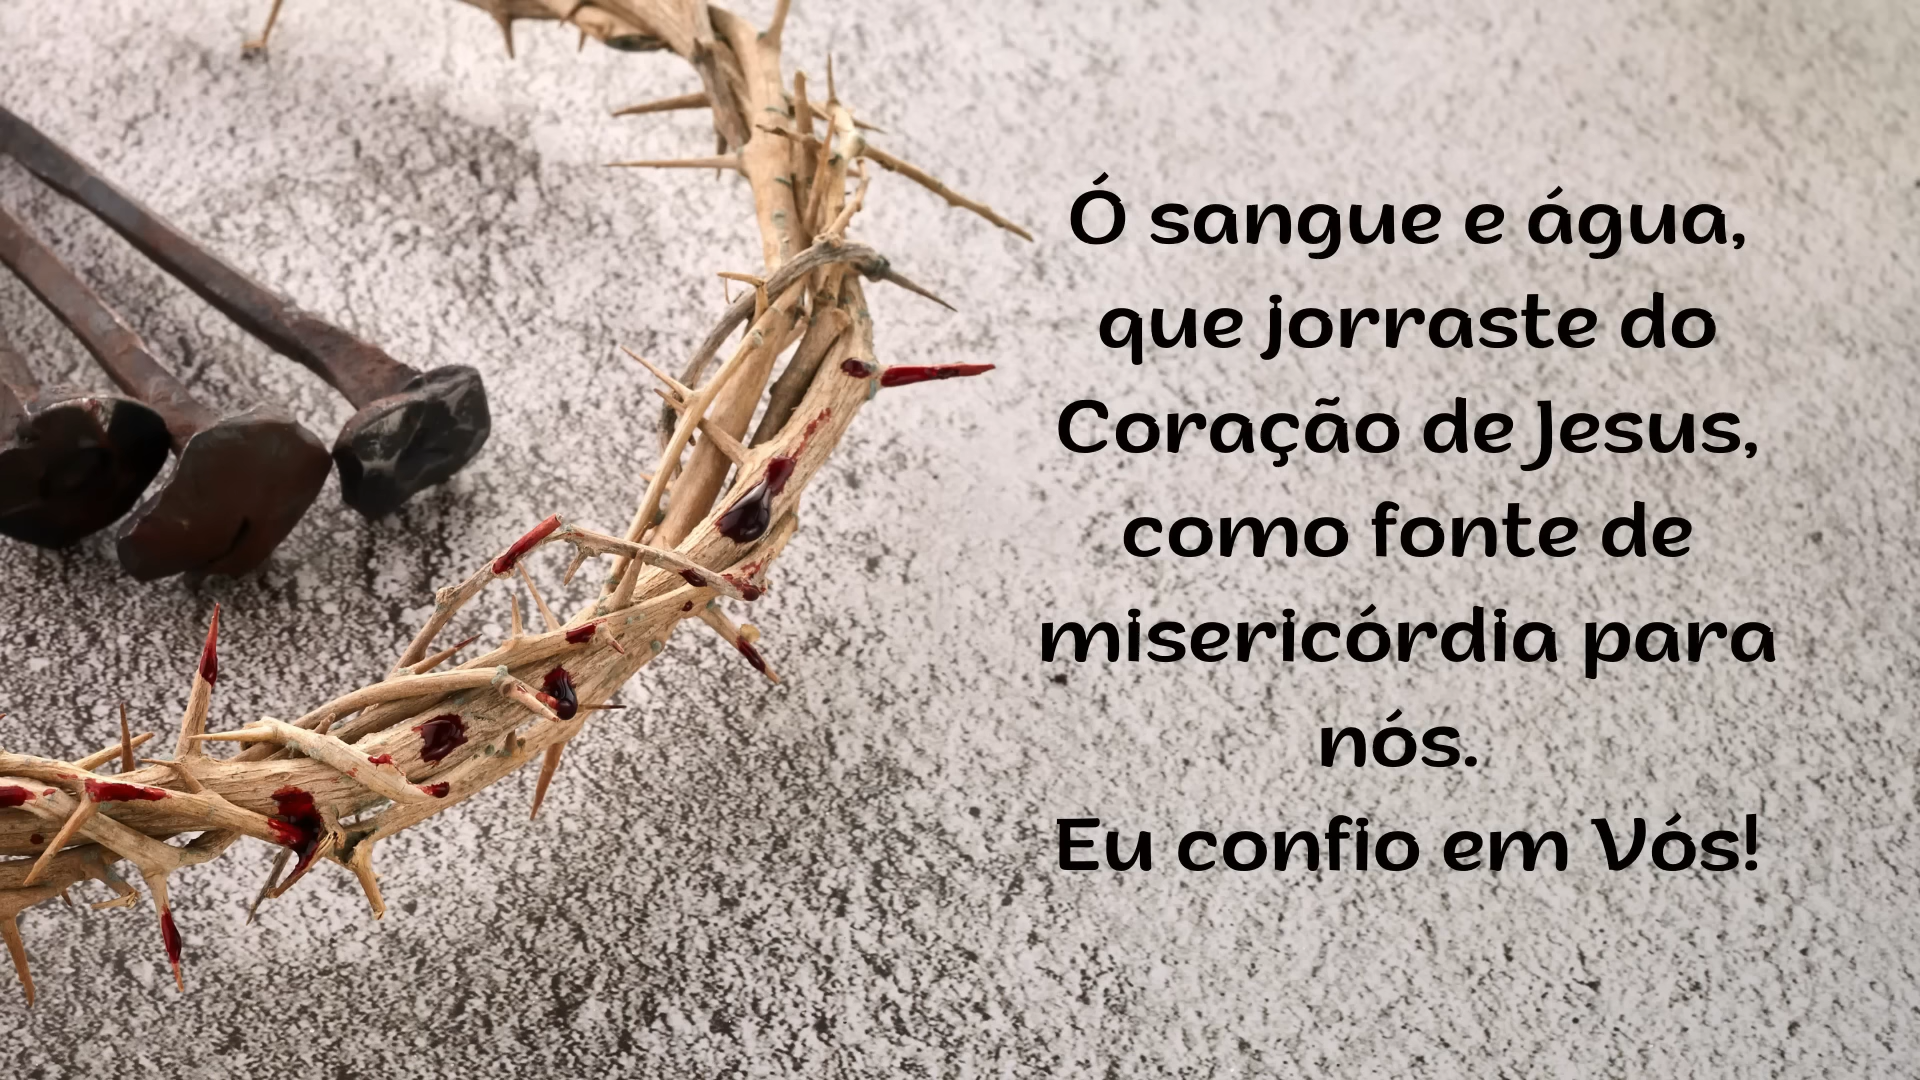 Ó sangue e água,
que jorraste do
Coração de Jesus,
como fonte de
misericórdia para
nós.
Eu confio em Vós!